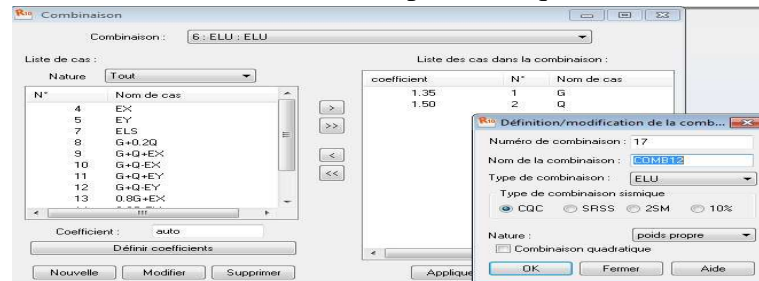 Combinaison
Combinaison : 6 : ELU : ELU
Liste de cas :
Nature Tout
N° Nom de cas
4 EX
5 EY
7 ELS
8 G+0.2Q
9 G+Q+EX
10 G+Q-EX
11 G+Q+EY
12 G+Q-EY
13 0.8G+EX
Coefficient : auto
Définir coefficients
Nouvelle Modifier Supprimer
>
>>
<
<<
Liste des cas dans la combinaison :
coefficient N° Nom de cas
1.35 1 G
1.50 2 Q
Applique
Définition/modification de la comb...
Numéro de combinaison : 17
Nom de la combinaison : COMB12
Type de combinaison : ELU
Type de combinaison sismique
CQC SRSS 2SM 10%
Nature : poids propre
Combinaison quadratique
OK Fermer Aide